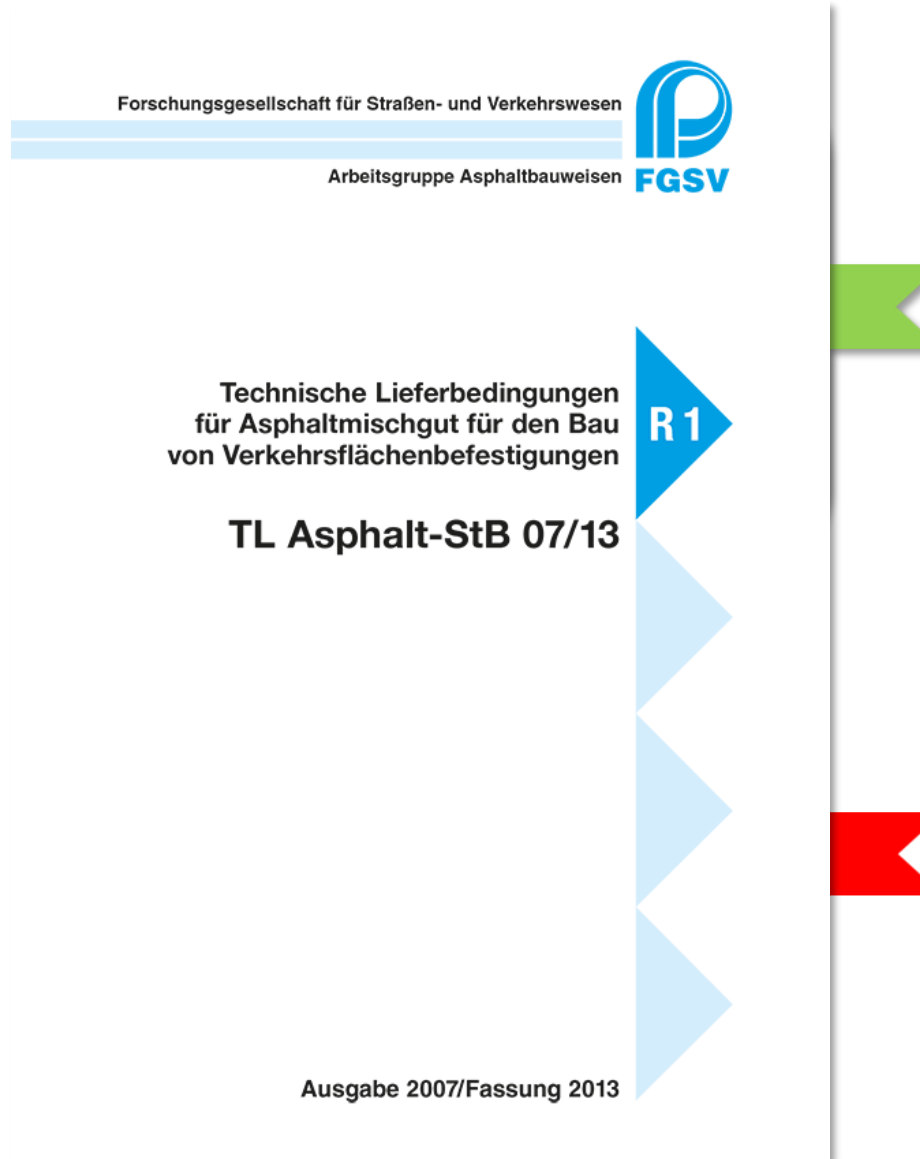 Forschungsgesellschaft für Straßen- und Verkehrswesen
Arbeitsgruppe Asphaltbauweisen
FGSV
Technische Lieferbedingungen
für Asphaltmischgut für den Bau
von Verkehrsflächenbefestigungen
R 1
TL Asphalt-StB 07/13
Ausgabe 2007/Fassung 2013